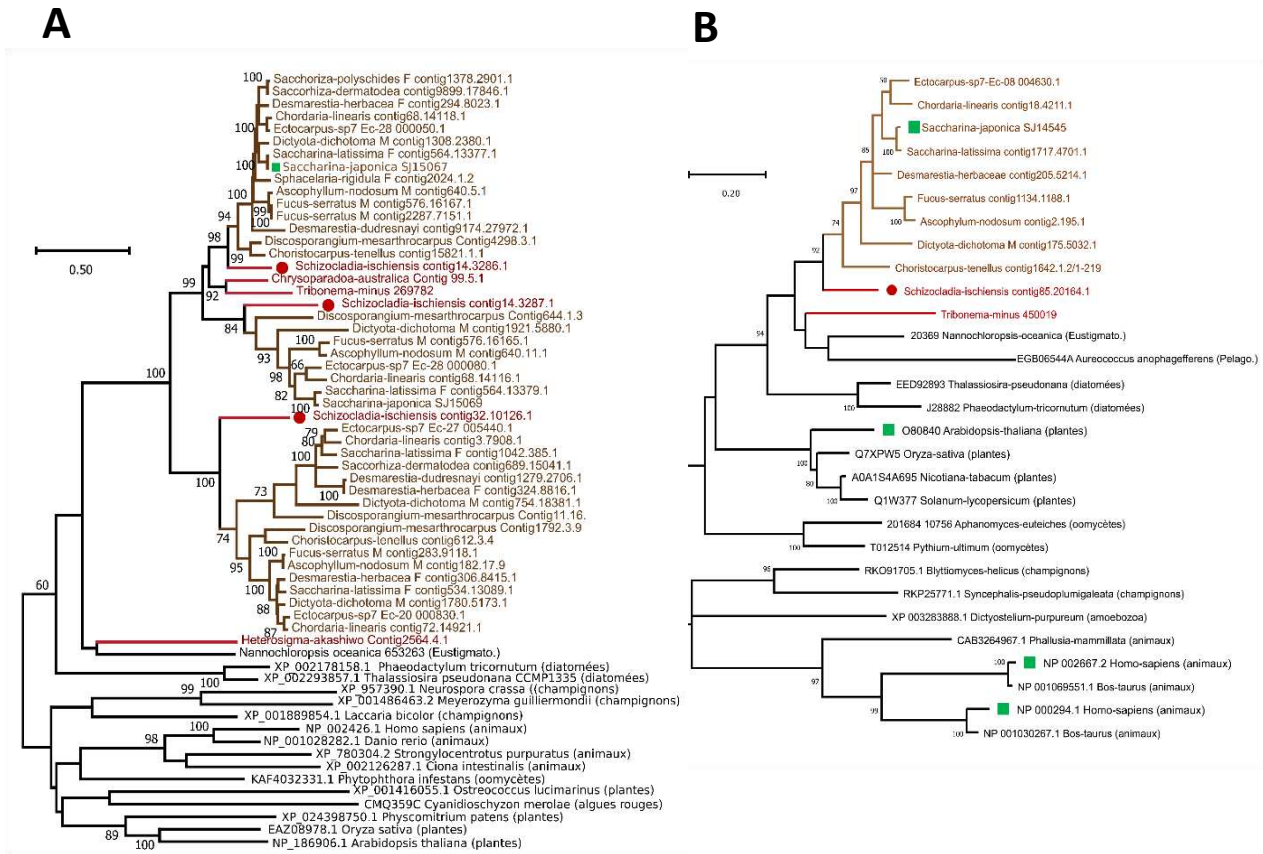 A
100 Sacchoriza-polyschides F contig1378.2901.1
Saccorhiza-dermatodea contig9899.17846.1
Desmarestia-herbacea F contig294.8023.1
Chordaria-linearis contig68.14118.1
100 Ectocarpus-sp7 Ec-28 000050.1
Dictyota-dichotoma M contig1308.2380.1
Saccharina-latissima F contig564.13377.1
100 Saccharina-japonica SJ15067
Sphacelaria-rigidula F contig2024.1.2
100 Ascophyllum-nodosum M contig640.5.1
99 Fucus-serratus M contig576.16167.1
100 Fucus-serratus M contig2287.7151.1
94 Desmarestia-dudresnayi contig9174.27972.1
98 Discosporangium-mesarthrocarpus Contig4298.3.1
99 Choristocarpus-tenellus contig15821.1.1
Schizocladia-ischiensis contig14.3286.1
99 Chrysoparadoa-australica Contig 99.5.1
92 Tribonema-minus 269782
Schizocladia-ischiensis contig14.3287.1
84 Discosporangium-mesarthrocarpus Contig644.1.3
Dictyota-dichotoma M contig1921.5880.1
100 Fucus-serratus M contig576.16165.1
93 Ascophyllum-nodosum M contig640.11.1
66 Ectocarpus-sp7 Ec-28 000080.1
98 Chordaria-linearis contig68.14116.1
82 Saccharina-latissima F contig564.13379.1
100 Saccharina-japonica SJ15069
Schizocladia-ischiensis contig32.10126.1
79 Ectocarpus-sp7 Ec-27 005440.1
80 Chordaria-linearis contig3.7908.1
100 Saccharina-latissima F contig1042.385.1
Saccorhiza-dermatodea contig689.15041.1
Desmarestia-dudresnayi contig1279.2706.1
100 Desmarestia-herbacea F contig324.8816.1
73 Dictyota-dichotoma M contig754.18381.1
Discosporangium-mesarthrocarpus Contig11.16.
100
74 Discosporangium-mesarthrocarpus Contig1792.3.9
Choristocarpus-tenellus contig612.3.4
100 Fucus-serratus M contig283.9118.1
95 Ascophyllum-nodosum M contig182.17.9
Desmarestia-herbacea F contig306.8415.1
100 Saccharina-latissima F contig534.13089.1
88 Dictyota-dichotoma M contig1780.5173.1
Ectocarpus-sp7 Ec-20 000830.1
87 Chordaria-linearis contig72.14921.1
100
60
Heterosigma-akashiwo Contig2564.4.1
Nannochloropsis oceanica 653263 (Eustigmato.)
XP_002178158.1 Phaeodactylum tricornutum (diatomées)
100 XP_002293857.1 Thalassiosira pseudonana CCMP1335 (diatomées)
99 XP_957390.1 Neurospora crassa ((champignons)
XP_001486463.2 Meyerozyma guilliermondii (champignons)
XP_001889854.1 Laccaria bicolor (champignons)
100 NP_002426.1 Homo sapiens (animaux)
98 NP_001028282.1 Danio rerio (animaux)
XP_780304.2 Strongylocentrotus purpuratus (animaux)
XP_002126287.1 Ciona intestinalis (animaux)
KAF4032331.1 Phytophthora infestans (oomycètes)
XP_001416055.1 Ostreococcus lucimarinus (plantes)
CMQ359C Cyanidioschyzon merolae (algues rouges)
XP_024398750.1 Physcomitrium patens (plantes)
89 EAZ08978.1 Oryza sativa (plantes)
100 NP_186906.1 Arabidopsis thaliana (plantes)
0.50
B
50 Ectocarpus-sp7-Ec-08 004630.1
Chordaria-linearis contig18.4211.1
Saccharina-japonica SJ14545
100 Saccharina-latissima contig1717.4701.1
85
Desmarestia-herbaceae contig205.5214.1
97
Fucus-serratus contig1134.1188.1
100 Ascophylum-nodosum contig2.195.1
74
Dictyota-dichotoma M contig175.5032.1
92
Choristocarpus-tenellus contig1642.1.2/1-219
Schizocladia-ischiensis contig85.20164.1
Tribonema-minus 450019
94 20369 Nannochloropsis-oceanica (Eustigmato.)
EGB06544A Aureococcus anophagefferens (Pelago.)
EED92893 Thalassiosira-pseudonana (diatomées)
100 J28882 Phaeodactylum-tricornutum (diatomées)
O80840 Arabidopsis-thaliana (plantes)
100 Q7XPW5 Oryza-sativa (plantes)
80 A0A1S4A695 Nicotiana-tabacum (plantes)
100 Q1W377 Solanum-lycopersicum (plantes)
201684 10756 Aphanomyces-euteiches (oomycètes)
100 T012514 Pythium-ultimum (oomycètes)
98 RKO91705.1 Blyttiomyces-helicus (champignons)
RKP25771.1 Syncephalis-pseudoplumigaleata (champignons)
XP 003283888.1 Dictyostelium-purpureum (amoebozoa)
CAB3264967.1 Phallusia-mammillata (animaux)
97
100 NP 002667.2 Homo-sapiens (animaux)
NP 001069551.1 Bos-taurus (animaux)
99
NP 000294.1 Homo-sapiens (animaux)
100 NP 001030267.1 Bos-taurus (animaux)
0.20